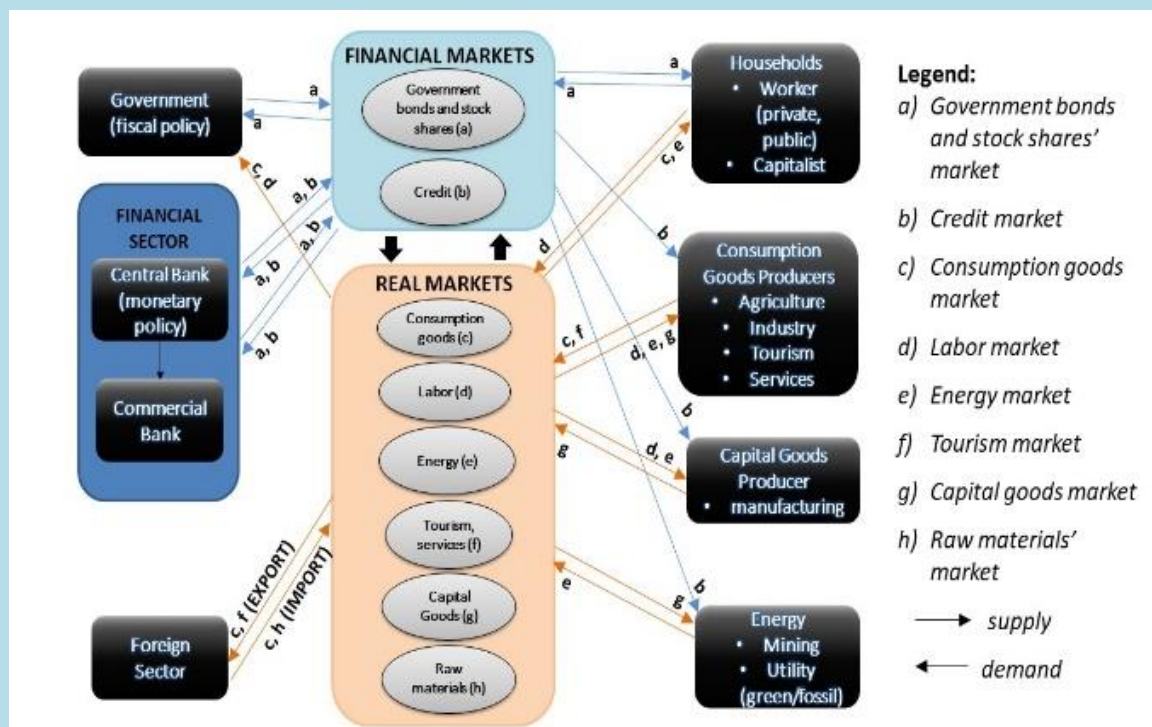 FINANCIAL MARKETS
Government
bonds and stock
shares (a)
Credit (b)
Government
(fiscal policy)
a
a
c, d
FINANCIAL
SECTOR
Central Bank
(monetary
policy)
Commercial
Bank
a, b
a, b
a, b
a, b
REAL MARKETS
Consumption
goods (c)
Labor (d)
Energy (e)
Tourism,
services (f)
Capital
Goods (g)
Raw
materials (h)
Foreign
Sector
c, f (EXPORT)
c, h (IMPORT)
a
a
Households
• Worker
(private,
public)
• Capitalist
c, e
d
b
Consumption
Goods Producers
• Agriculture
• Industry
• Tourism
• Services
c, f
d, e, g
b
Capital Goods
Producer
• manufacturing
d, e
g
b
Energy
• Mining
• Utility
(green/fossil)
g
e
Legend:
a) Government bonds
and stock shares’
market
b) Credit market
c) Consumption goods
market
d) Labor market
e) Energy market
f) Tourism market
g) Capital goods market
h) Raw materials’
market
supply
demand